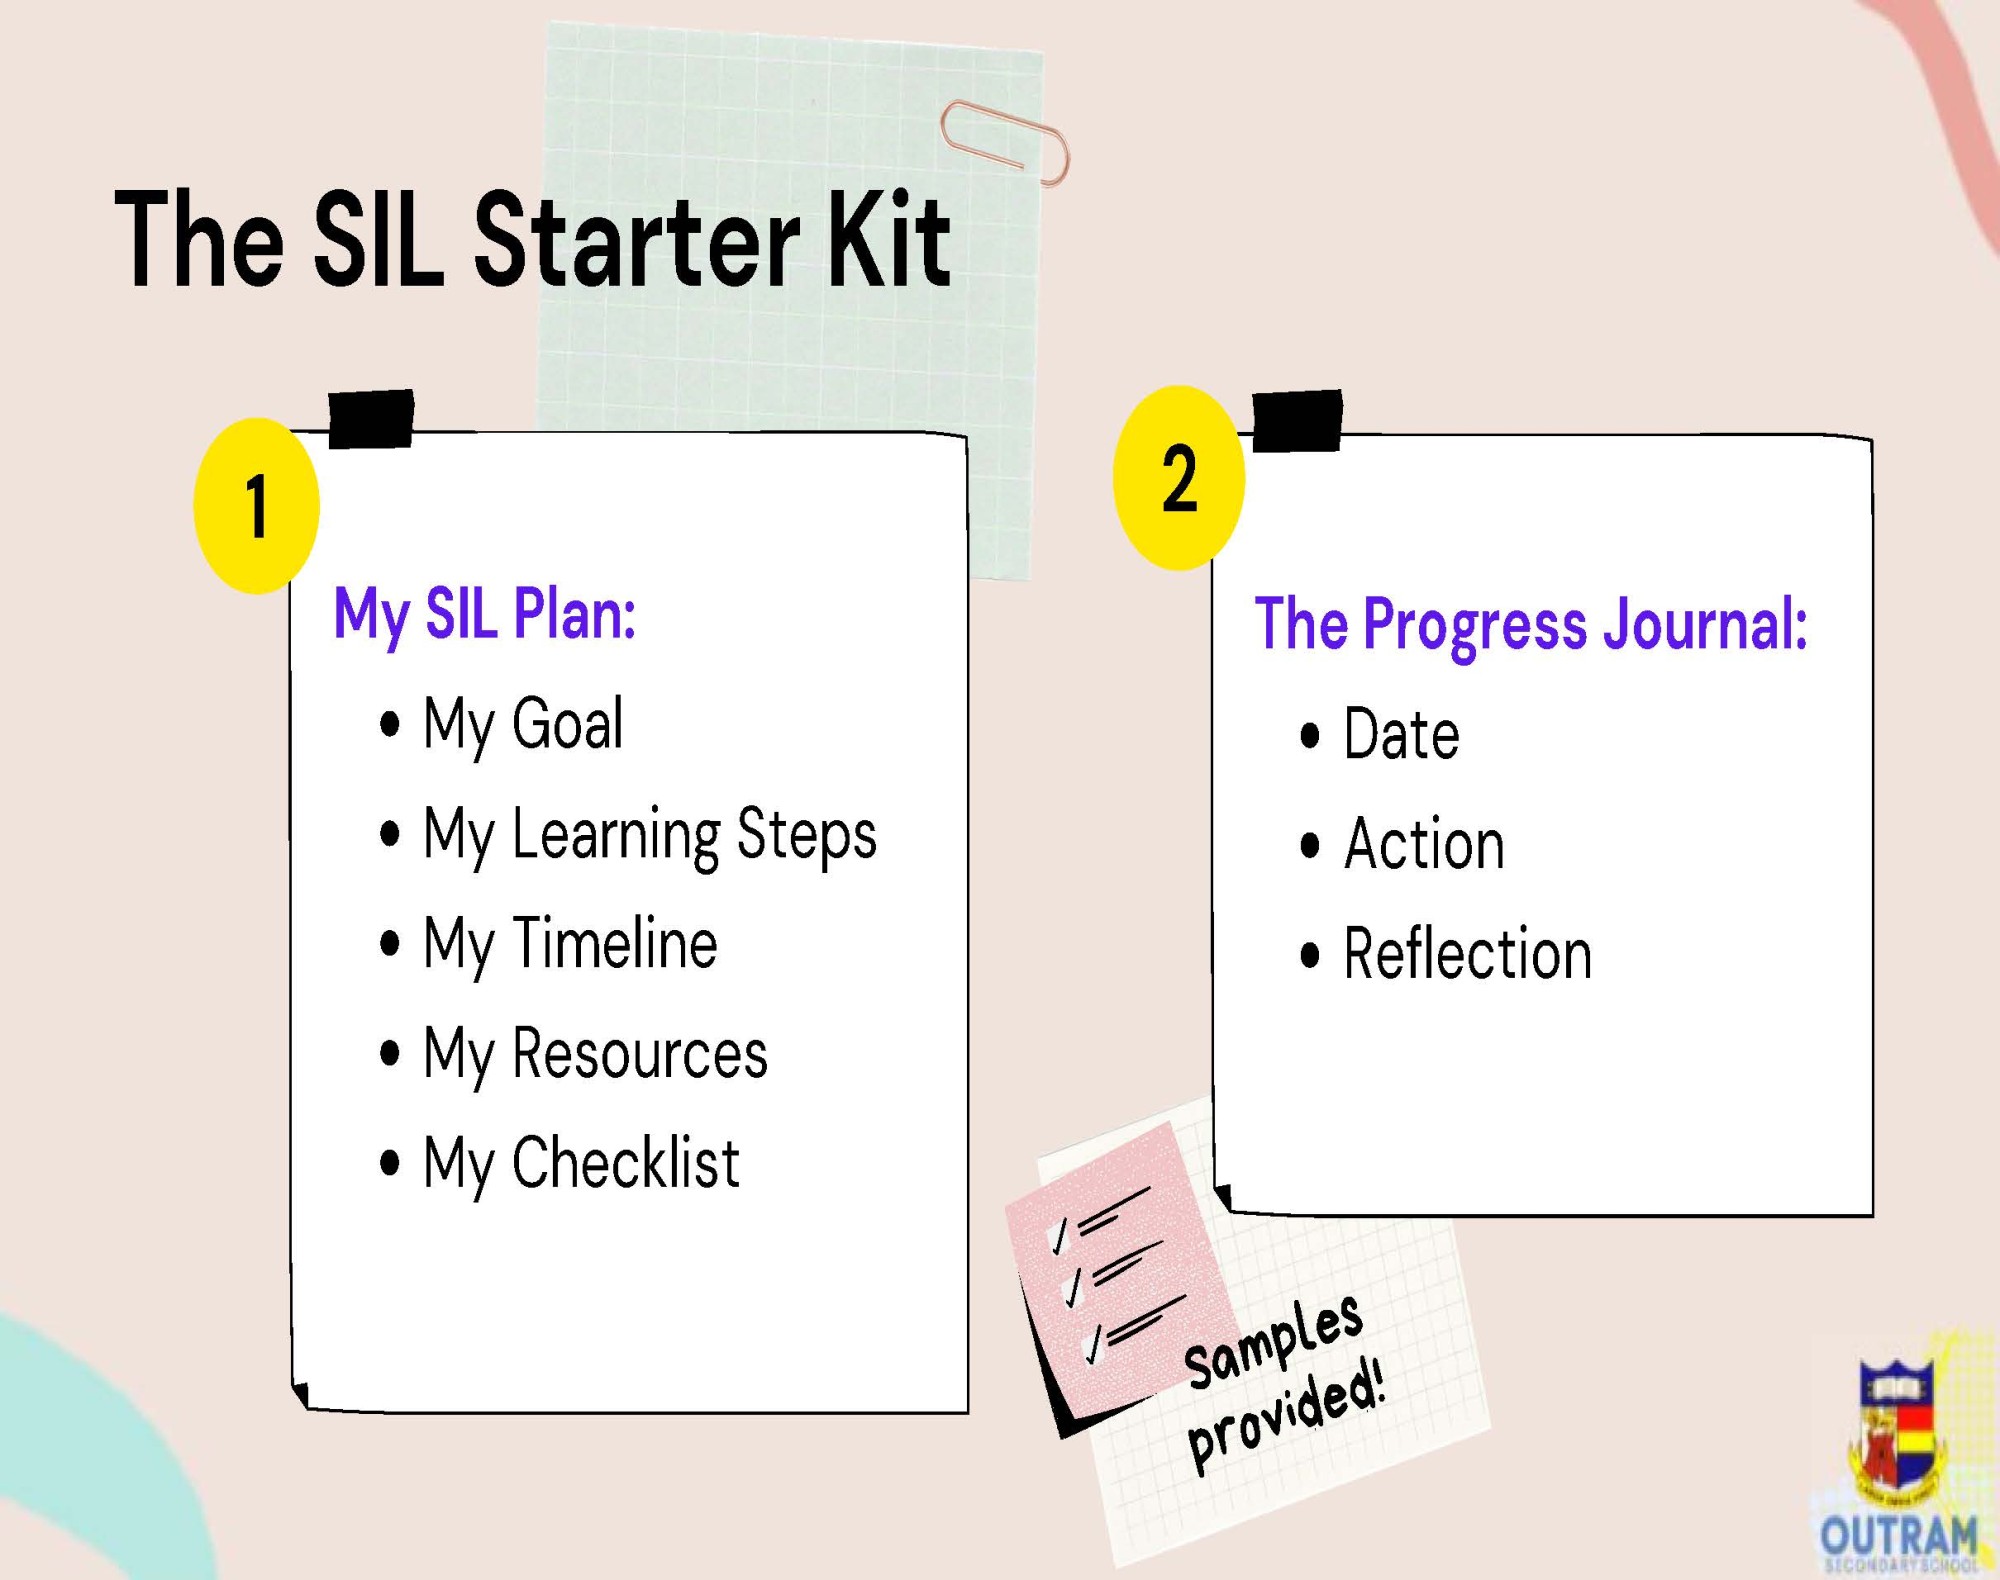 The SIL Starter Kit
1
My SIL Plan:
• My Goal
• My Learning Steps
• My Timeline
• My Resources
• My Checklist
2
The Progress Journal:
• Date
• Action
• Reflection
Samples
provided!
OUTRAM
SECONDARY SCHOOL